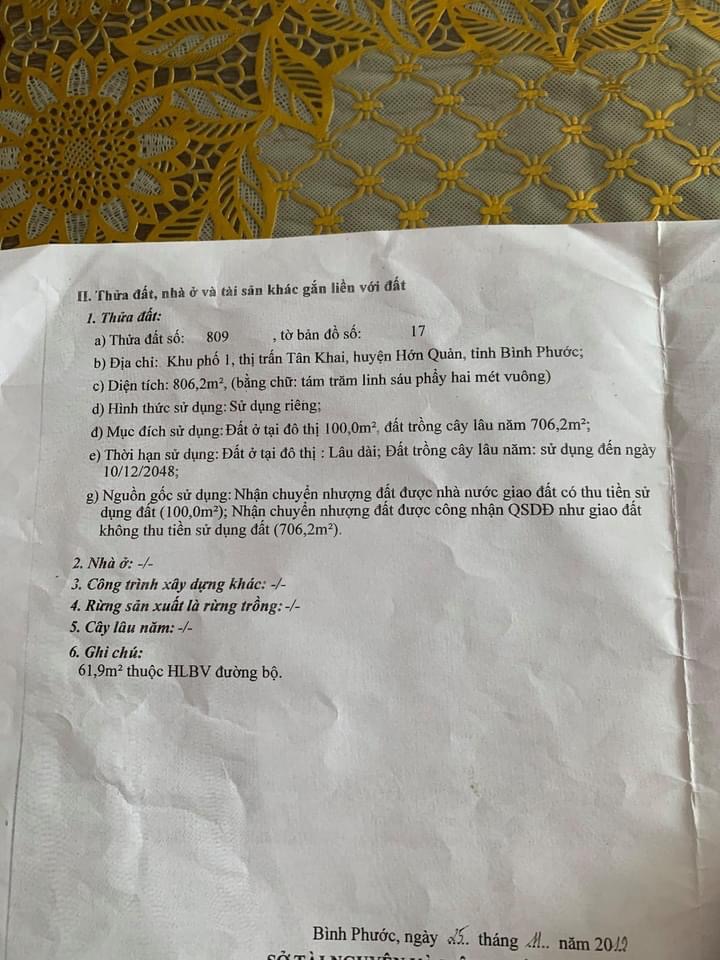 II. Thửa đất, nhà ở và tài sản khác gắn liền với đất
1. Thửa đất:
a) Thửa đất số: 809 , tờ bản đồ số: 17
b) Địa chỉ: Khu phố 1, thị trấn Tân Khai, huyện Hớn Quản, tỉnh Bình Phước;
c) Diện tích: 806,2m², (bằng chữ: tám trăm linh sáu phẩy hai mét vuông)
d) Hình thức sử dụng: Sử dụng riêng;
đ) Mục đích sử dụng: Đất ở tại đô thị 100,0m², đất trồng cây lâu năm 706,2m²;
e) Thời hạn sử dụng: Đất ở tại đô thị : Lâu dài; Đất trồng cây lâu năm: sử dụng đến ngày
10/12/2048;
g) Nguồn gốc sử dụng: Nhận chuyển nhượng đất được nhà nước giao đất có thu tiền sử
dụng đất (100,0m²); Nhận chuyển nhượng đất được công nhận QSDĐ như giao đất
không thu tiền sử dụng đất (706,2m²).
2. Nhà ở: -/-
3. Công trình xây dựng khác: -/-
4. Rừng sản xuất là rừng trồng: -/-
5. Cây lâu năm: -/-
6. Ghi chú:
61,9m² thuộc HLBV đường bộ.
Bình Phước, ngày 25.. tháng 11.. năm 2019
SỞ TÀI NGUYÊN VÀ